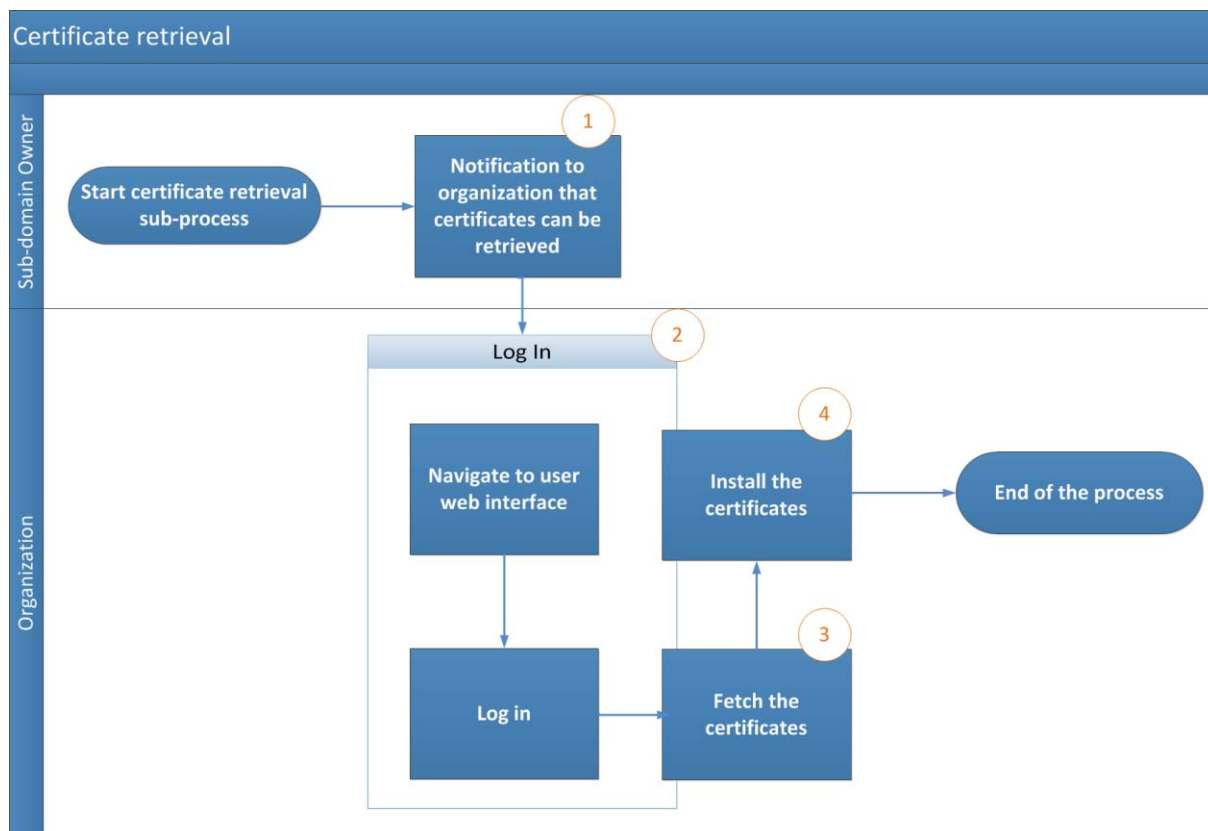 Certificate retrieval
Sub-domain Owner
1
Start certificate retrieval
sub-process
Notification to
organization that
certificates can be
retrieved
Organization
2
Log In
Navigate to user
web interface
Log in
4
Install the
certificates
3
Fetch the
certificates
End of the process